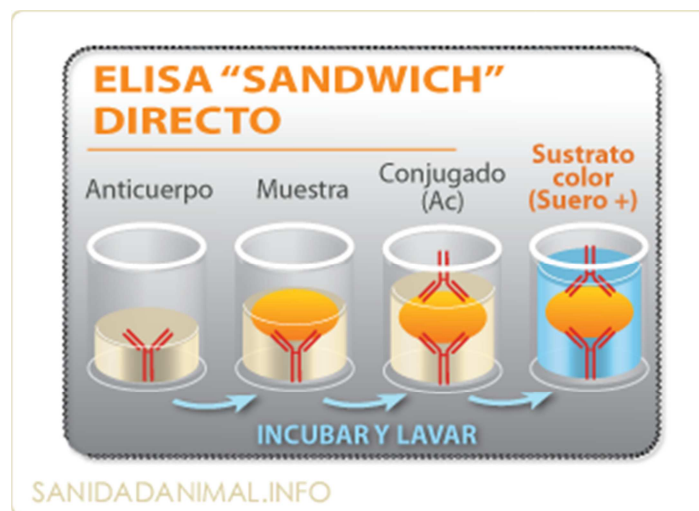 ELISA “SANDWICH”
DIRECTO
Anticuerpo
Muestra
Conjugado
(Ac)
Sustrato
color
(Suero +)
INCUBAR Y LAVAR
SANIDADANIMAL.INFO